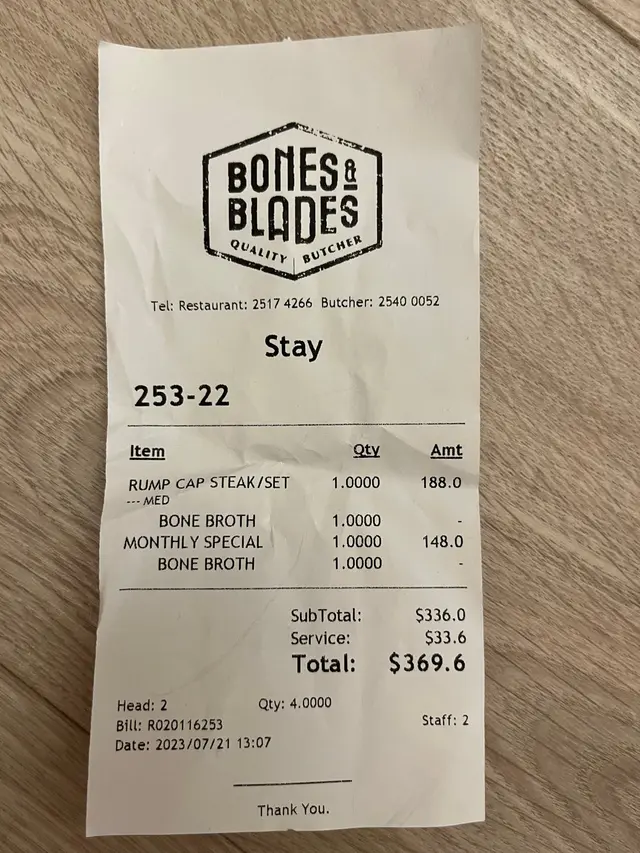 BONES &
BLADES
QUALITY | BUTCHER
Tel: Restaurant: 2517 4266 Butcher: 2540 0052
Stay
253-22
Item Qty Amt
RUMP CAP STEAK/SET 1.0000 188.0
--- MED
BONE BROTH 1.0000 -
MONTHLY SPECIAL 1.0000 148.0
BONE BROTH 1.0000 -
SubTotal: $336.0
Service: $33.6
Total: $369.6
Head: 2 Qty: 4.0000
Bill: R020116253 Staff: 2
Date: 2023/07/21 13:07
Thank You.